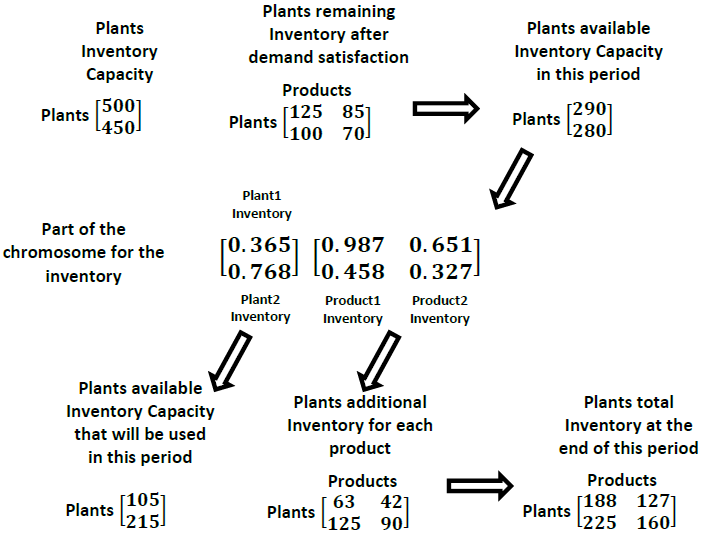 Plants
Inventory
Capacity
Plants [500
450]
Plants remaining
Inventory after
demand satisfaction
Products
Plants [125 85
100 70]
Plants available
Inventory Capacity
in this period
Plants [290
280]
Part of the
chromosome for the
inventory
Plant1
Inventory
[0.365
0.768]
Plant2
Inventory
[0.987 0.651
0.458 0.327]
Product1
Inventory
Product2
Inventory
Plants available
Inventory Capacity
that will be used
in this period
Plants [105
215]
Plants additional
Inventory for each
product
Products
Plants [63 42
125 90]
Plants total
Inventory at the
end of this period
Products
Plants [188 127
225 160]